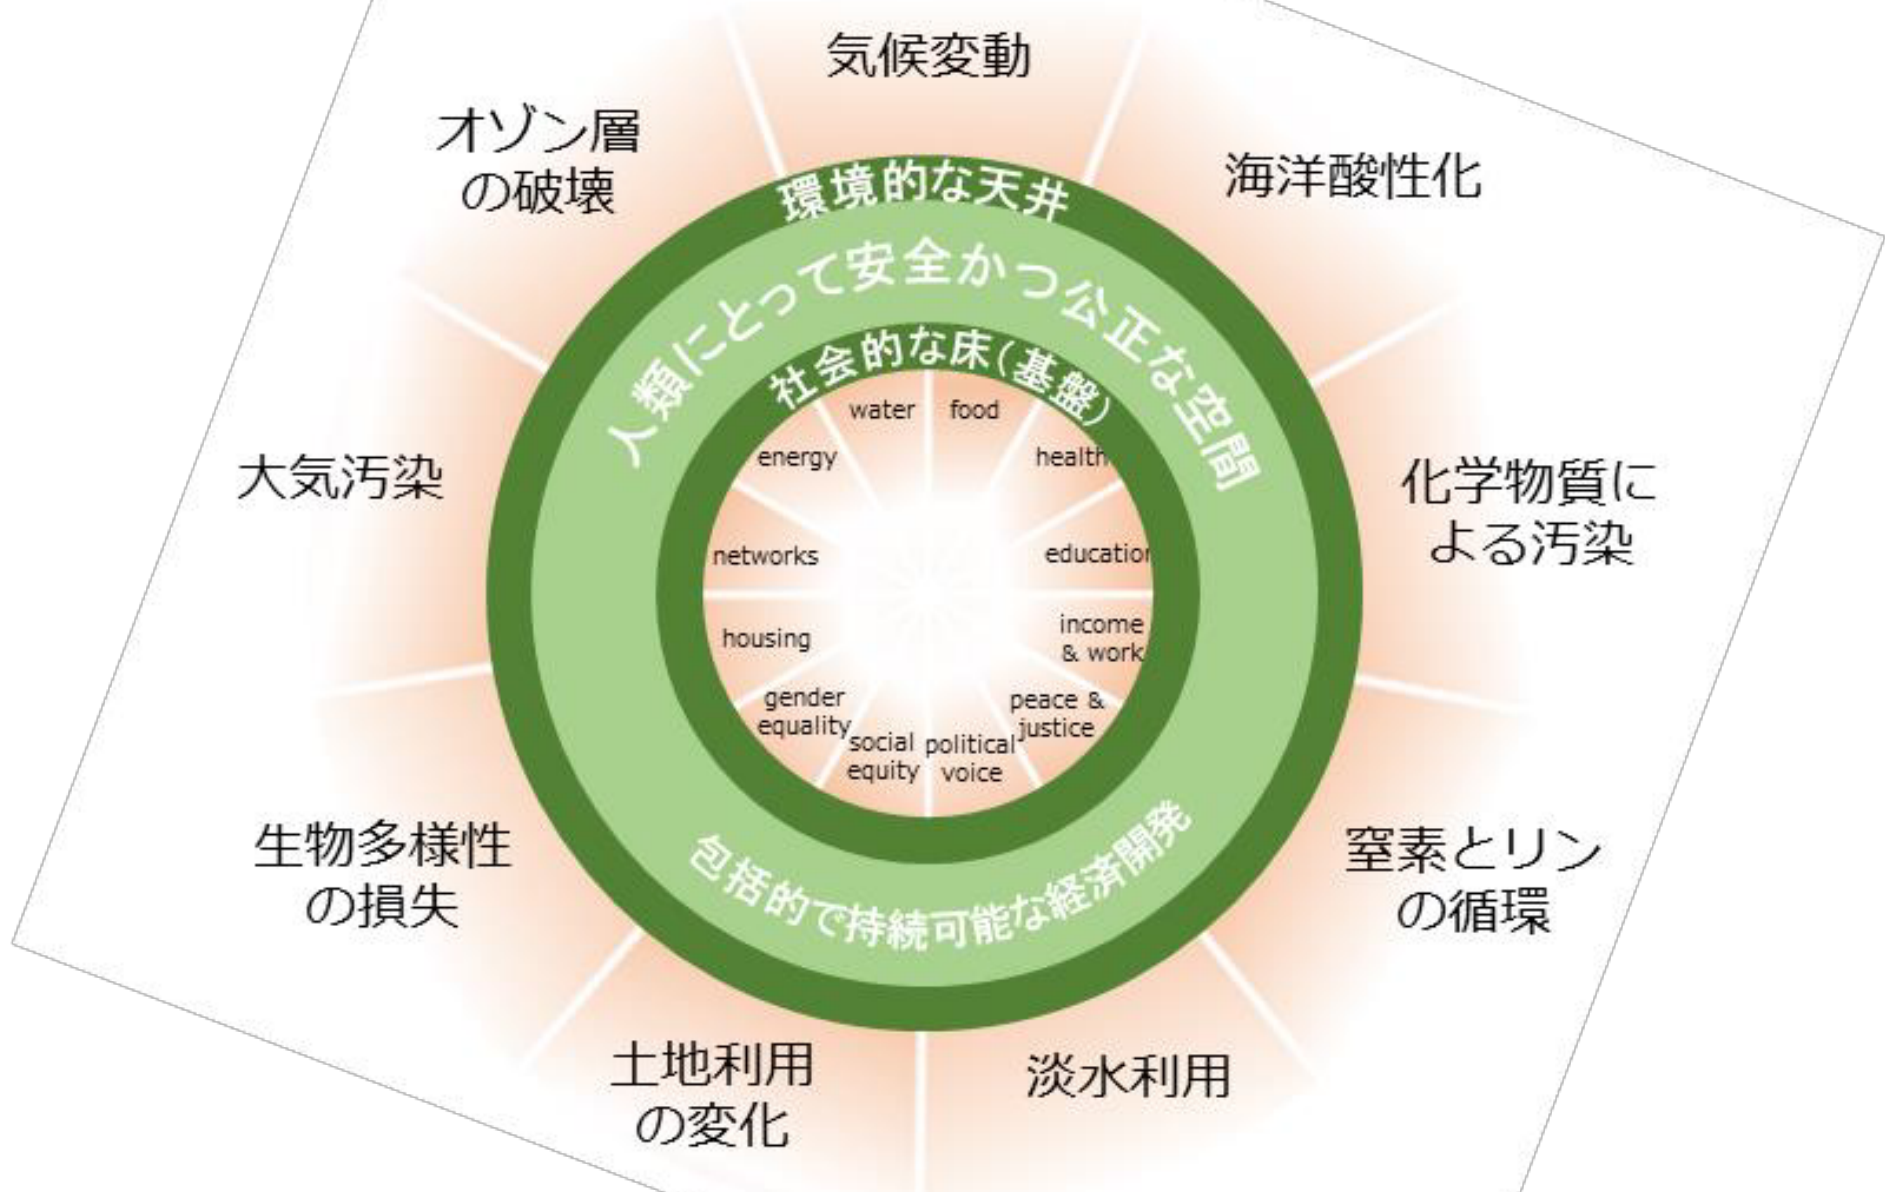 気候変動
オゾン層
の破壊
海洋酸性化
環境的な天井
人類にとって安全かつ公正な空間
社会的な床(基盤)
water
food
energy
health
大気汚染
化学物質に
よる汚染
networks
education
housing
income
& work
gender
equality
peace &
justice
social
equity
political
voice
生物多様性
の損失
窒素とリン
の循環
包括的で持続可能な経済開発
土地利用
の変化
淡水利用